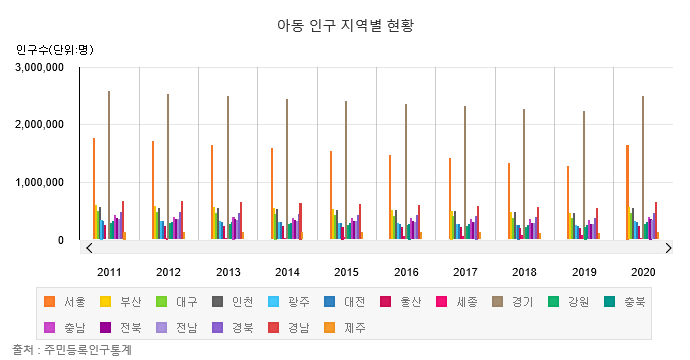 아동 인구 지역별 현황
인구수(단위:명)
3,000,000
2,000,000
1,000,000
0
2011 2012 2013 2014 2015 2016 2017 2018 2019 2020
서울 부산 대구 인천 광주 대전 울산 세종 경기 강원 충북
충남 전북 전남 경북 경남 제주
출처 : 주민등록인구통계